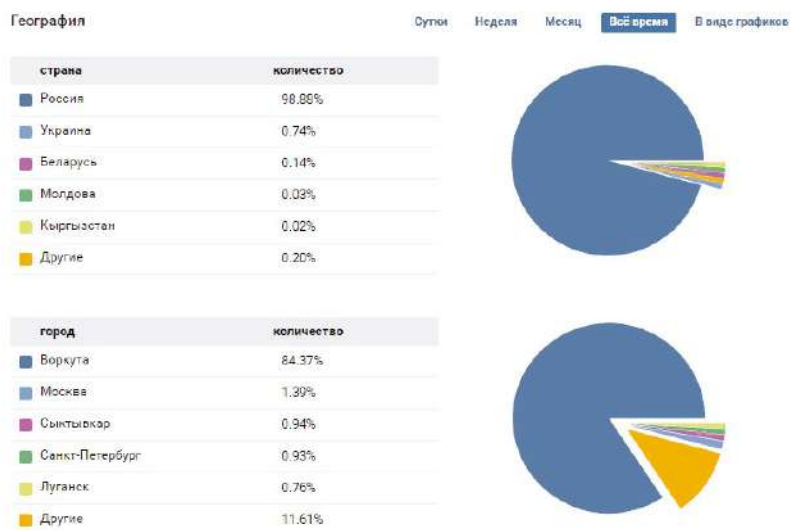 География Сутки Неделя Месяц Всё время В виде графиков
страна количество
Россия 98.88%
Украина 0.74%
Беларусь 0.14%
Молдова 0.03%
Кыргызстан 0.02%
Другие 0.20%
город количество
Воркута 84.37%
Москва 1.39%
Сыктывкар 0.94%
Санкт-Петербург 0.93%
Луганск 0.76%
Другие 11.61%